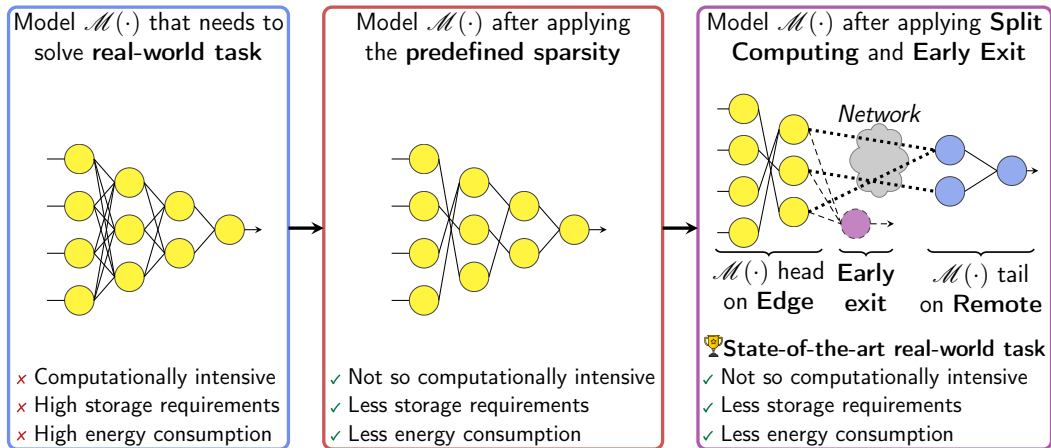 Model ℳ(·) that needs to
solve real-world task
✗ Computationally intensive
✗ High storage requirements
✗ High energy consumption
Model ℳ(·) after applying
the predefined sparsity
✓ Not so computationally intensive
✓ Less storage requirements
✓ Less energy consumption
Model ℳ(·) after applying Split
Computing and Early Exit
Network
ℳ(·) head
on Edge
Early
exit
ℳ(·) tail
on Remote
🏆State-of-the-art real-world task
✓ Not so computationally intensive
✓ Less storage requirements
✓ Less energy consumption